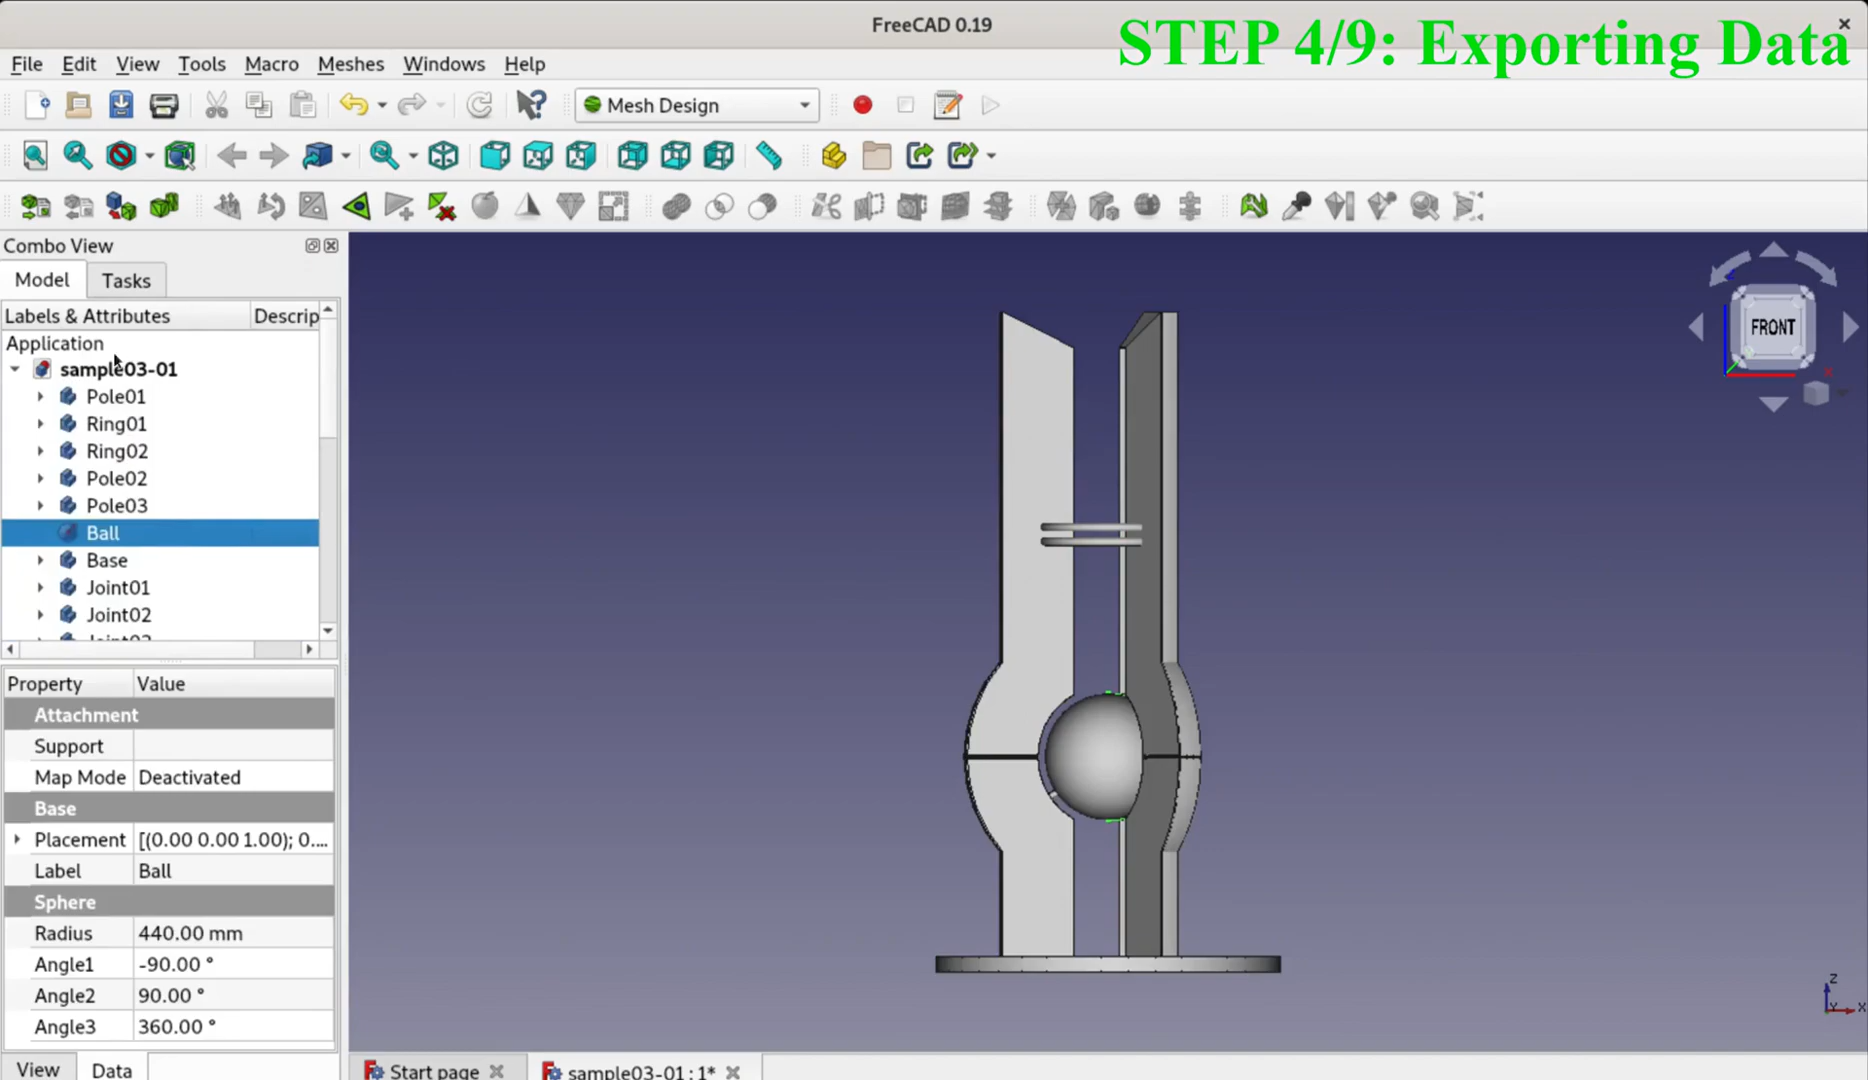 FreeCAD 0.19
STEP 4/9: Exporting Data
File Edit View Tools Macro Meshes Windows Help
Mesh Design
Combo View
Model Tasks
Labels & Attributes Descrip
Application
sample03-01
Pole01
Ring01
Ring02
Pole02
Pole03
Ball
Base
Joint01
Joint02
Property Value
Attachment
Support
Map Mode Deactivated
Base
Placement [(0.00 0.00 1.00); 0....
Label Ball
Sphere
Radius 440.00 mm
Angle1 -90.00 °
Angle2 90.00 °
Angle3 360.00 °
View Data
Start page
sample03-01 : 1*
FRONT
Z
Y X